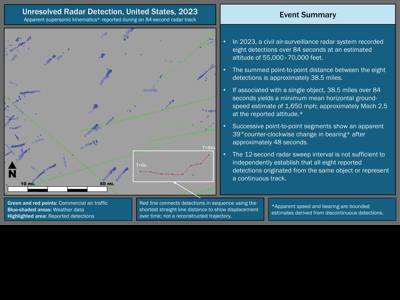 Unresolved Radar Detection, United States, 2023
Apparent supersonic kinematics* reported during an 84-second radar track
T=0s
T=84s
N
10 mi.
50 mi.
Green and red points: Commercial air traffic
Blue-shaded areas: Weather data
Highlighted area: Reported detections
Red line connects detections in sequence using the
shortest straight-line distance to show displacement
over time; not a reconstructed trajectory.
Event Summary
• In 2023, a civil air-surveillance radar system recorded
eight detections over 84 seconds at an estimated
altitude of 55,000–70,000 feet.
• The summed point-to-point distance between the eight
detections is approximately 38.5 miles.
• If associated with a single object, 38.5 miles over 84
seconds yields a minimum mean horizontal ground-
speed estimate of 1,650 mph; approximately Mach 2.5
at the reported altitude.*
• Successive point-to-point segments show an apparent
39°counter-clockwise change in bearing* after
approximately 48 seconds.
• The 12-second radar sweep interval is not sufficient to
independently establish that all eight reported
detections originated from the same object or represent
a continuous track.
*Apparent speed and bearing are bounded
estimates derived from discontinuous detections.